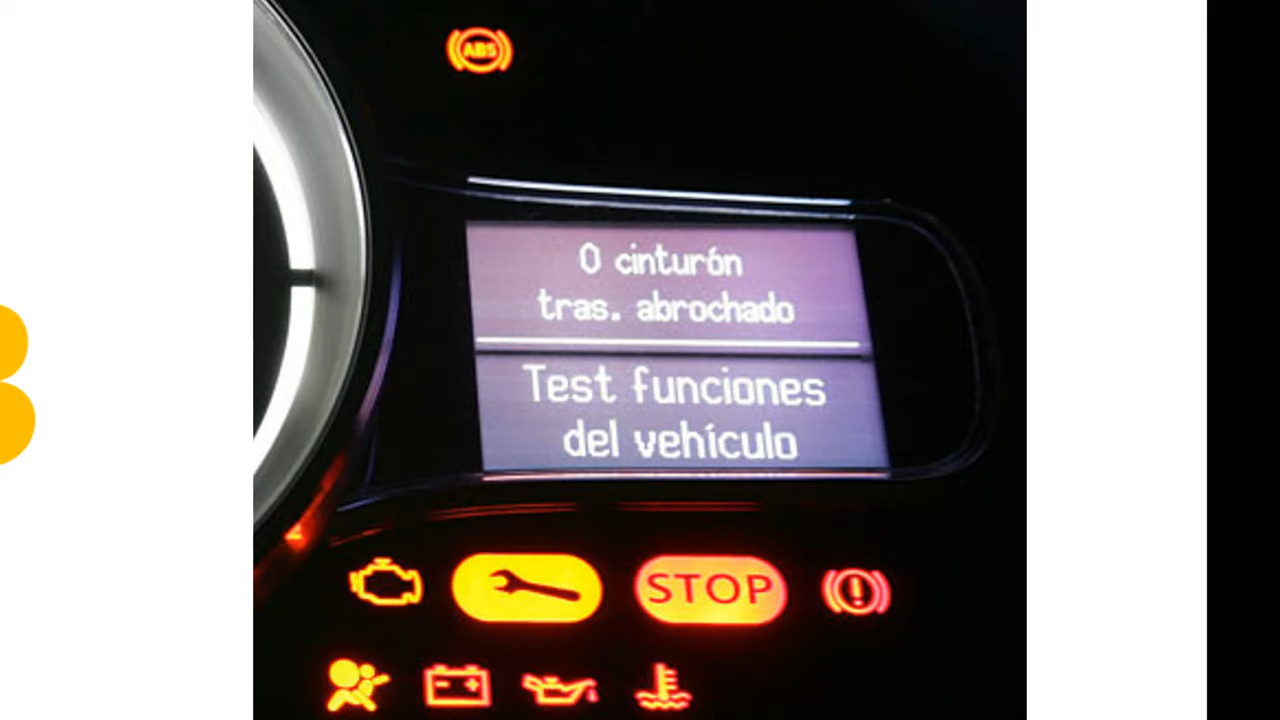 ABS
0 cinturón
tras. abrochado
Test funciones
del vehículo
STOP